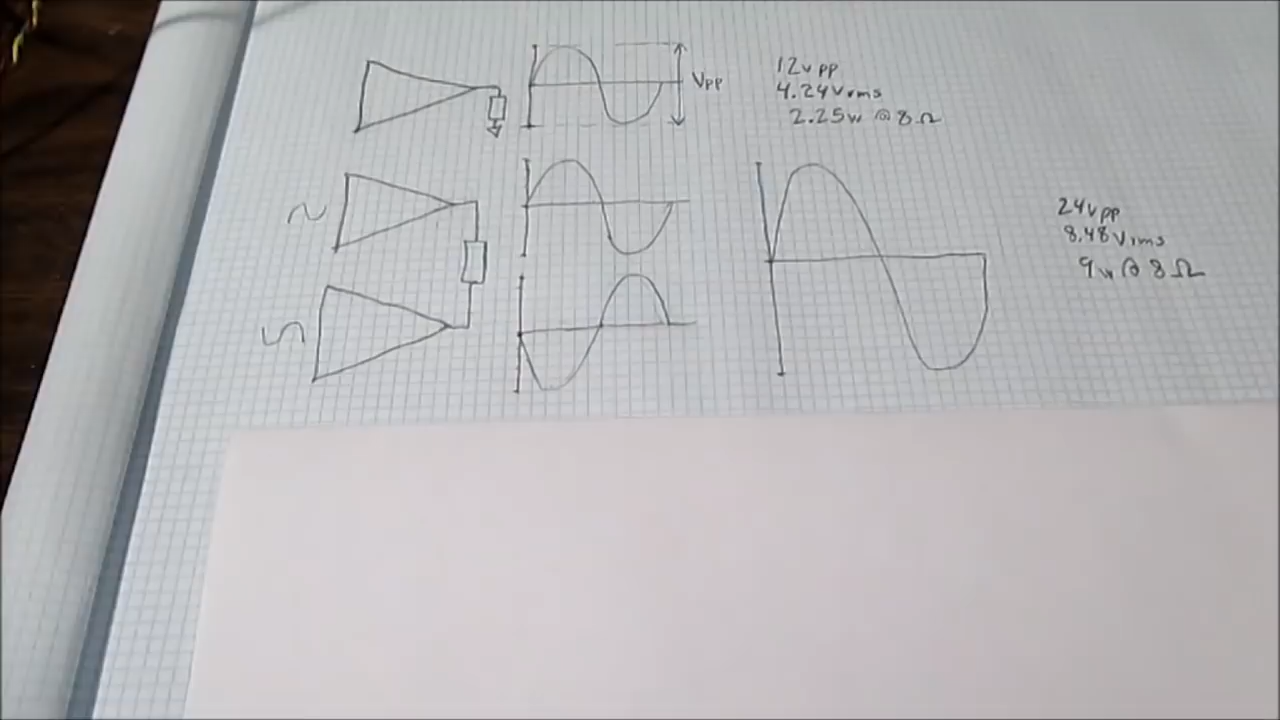 Vpp
12vpp
4.24Vrms
2.25w @ 8Ω
24vpp
8.48Vrms
9w @ 8Ω